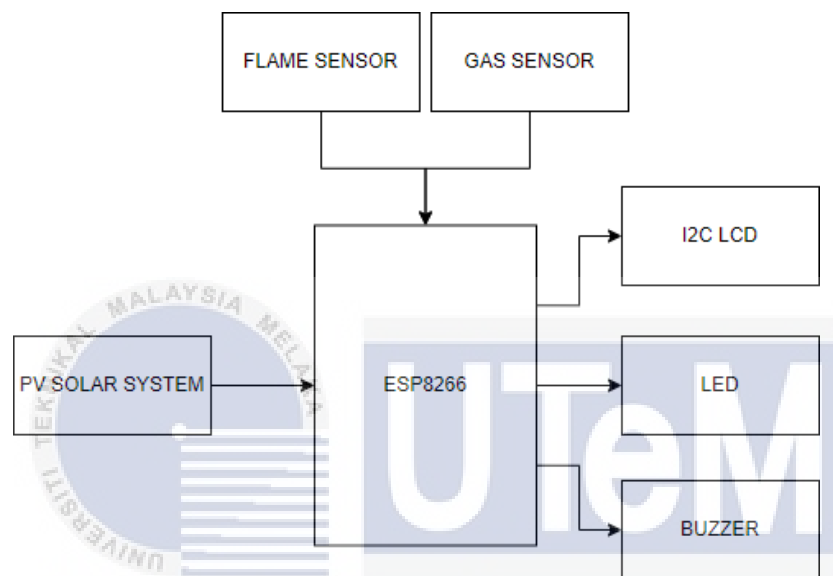 FLAME SENSOR
GAS SENSOR
I2C LCD
PV SOLAR SYSTEM
ESP8266
LED
BUZZER
UNIVERSITI TEKNIKAL MALAYSIA MELAKA
UTeM